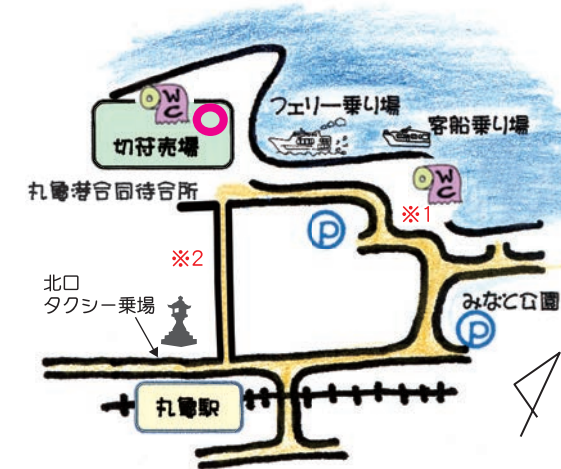 WC
切符売場
フェリー乗り場
客船乗り場
丸亀港合同待合所
WC
※1
P
※2
北口
タクシー乗場
みなと公園
P
丸亀駅